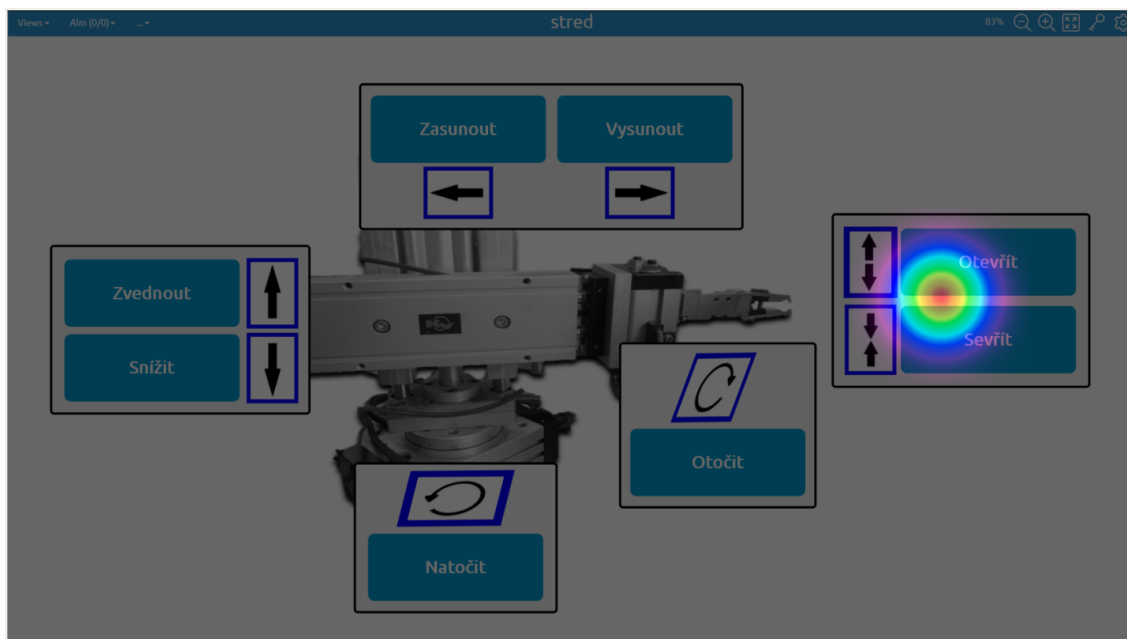 Views Alm (0/0) ... stred 83%
Zasunout Vysunout
Otevřít
Zvednout
Sevřít
Snížit
Otočit
Natočit